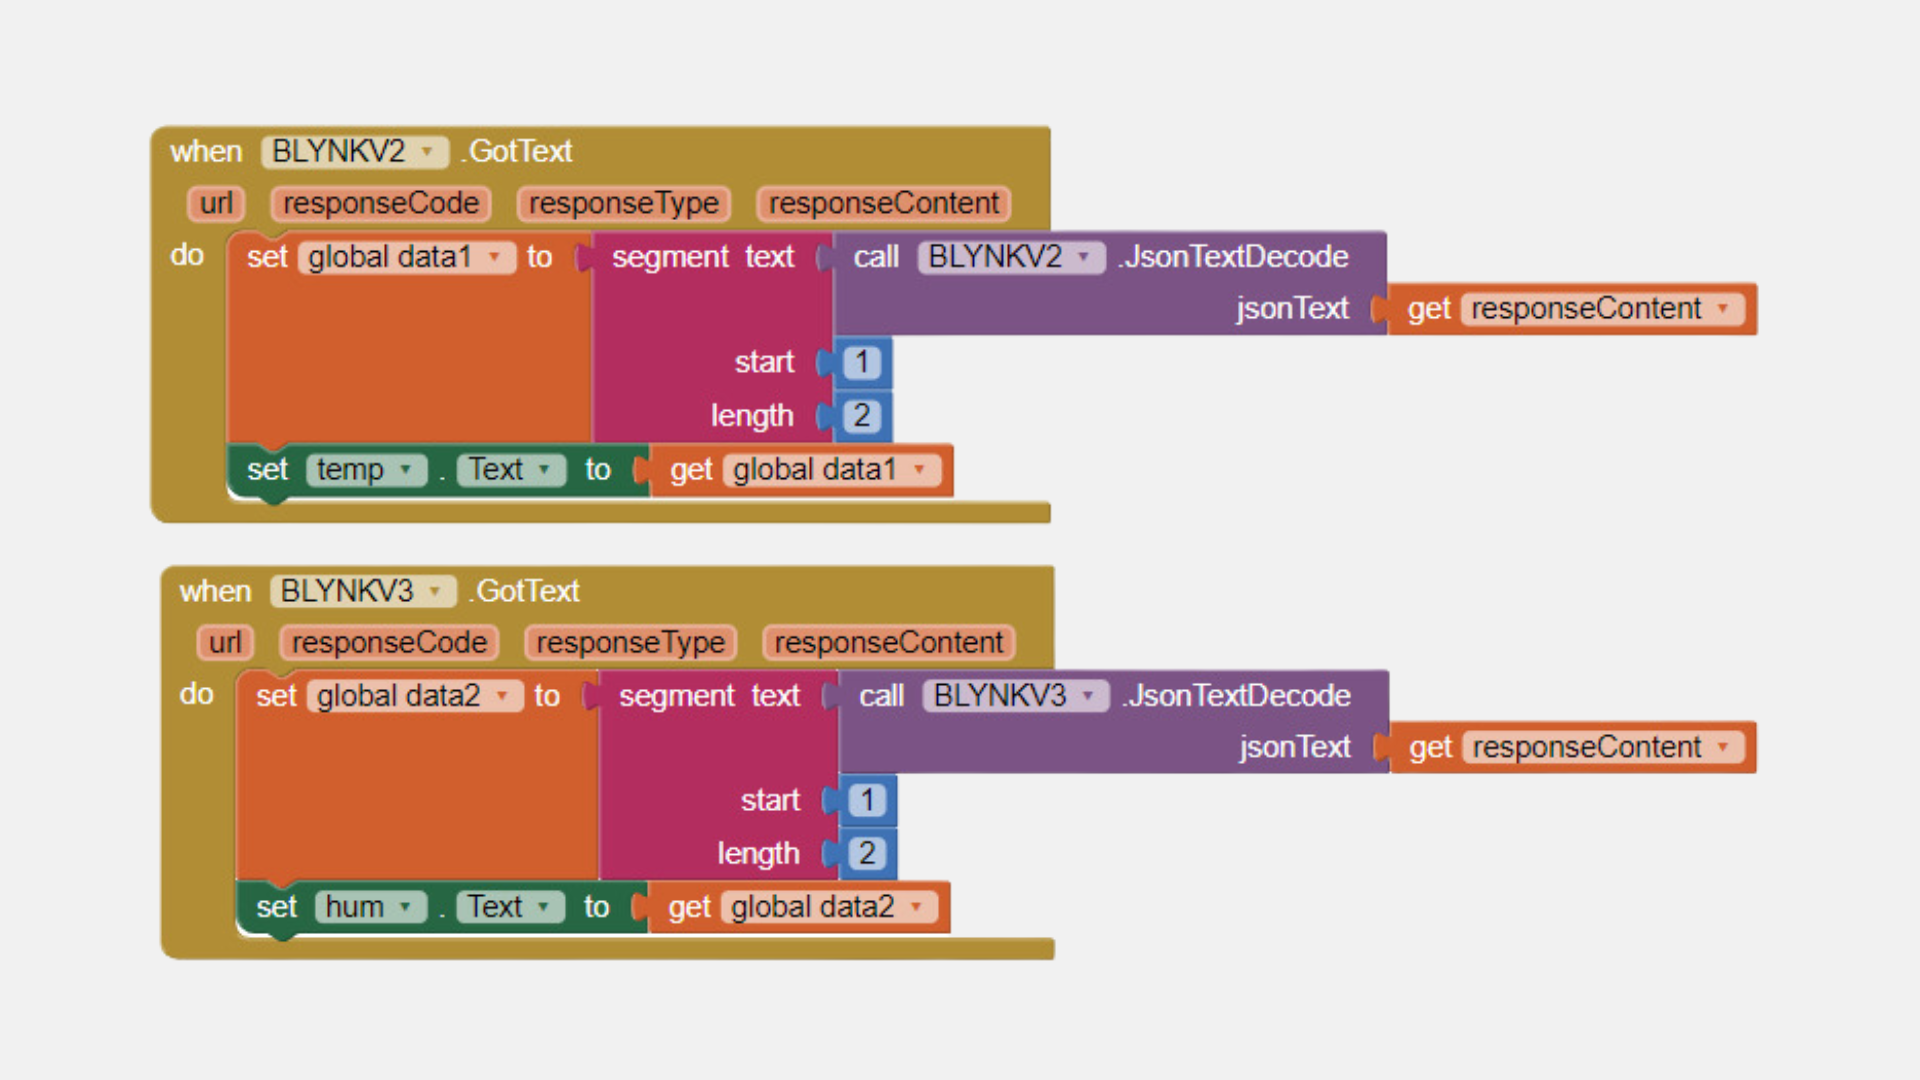 when BLYNKV2 .GotText
url responseCode responseType responseContent
do set global data1 to segment text call BLYNKV2 .JsonTextDecode
jsonText get responseContent
start 1
length 2
set temp . Text to get global data1
when BLYNKV3 .GotText
url responseCode responseType responseContent
do set global data2 to segment text call BLYNKV3 .JsonTextDecode
jsonText get responseContent
start 1
length 2
set hum . Text to get global data2